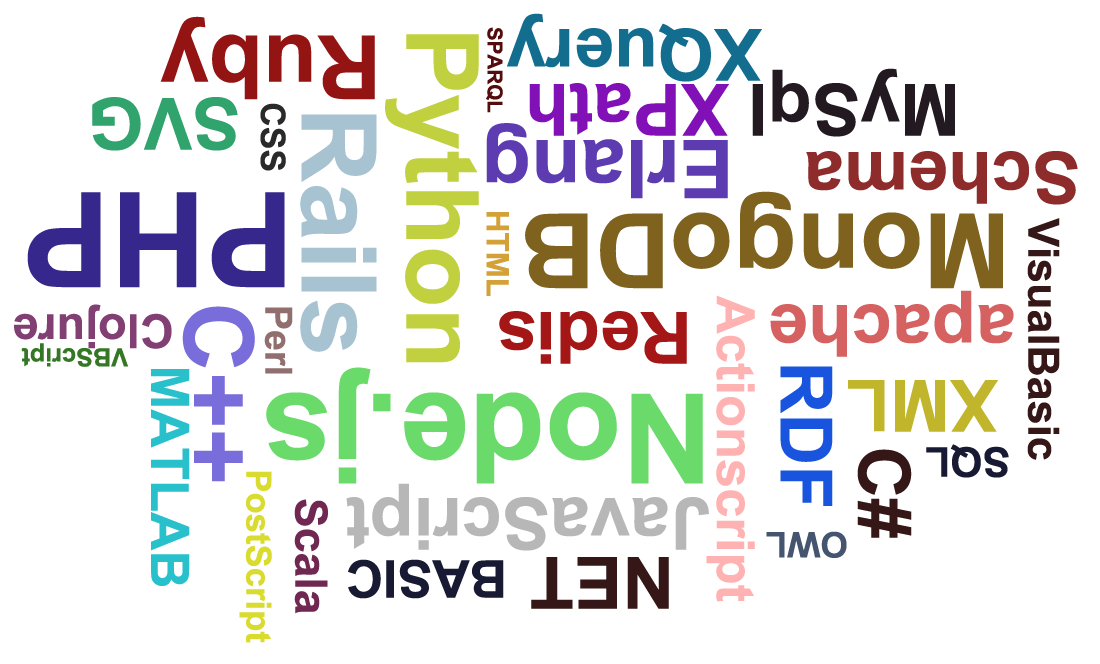 Ruby
Python
SPARQL
XQuery
SVG
CSS
Rails
XPath
MySql
Erlang
Schema
PHP
HTML
MongoDB
VisualBasic
Clojure
VBScript
C++
Perl
Redis
Actionscript
apache
MATLAB
Node.js
RDF
XML
SQL
C#
PostScript
Scala
JavaScript
OWL
BASIC
NET